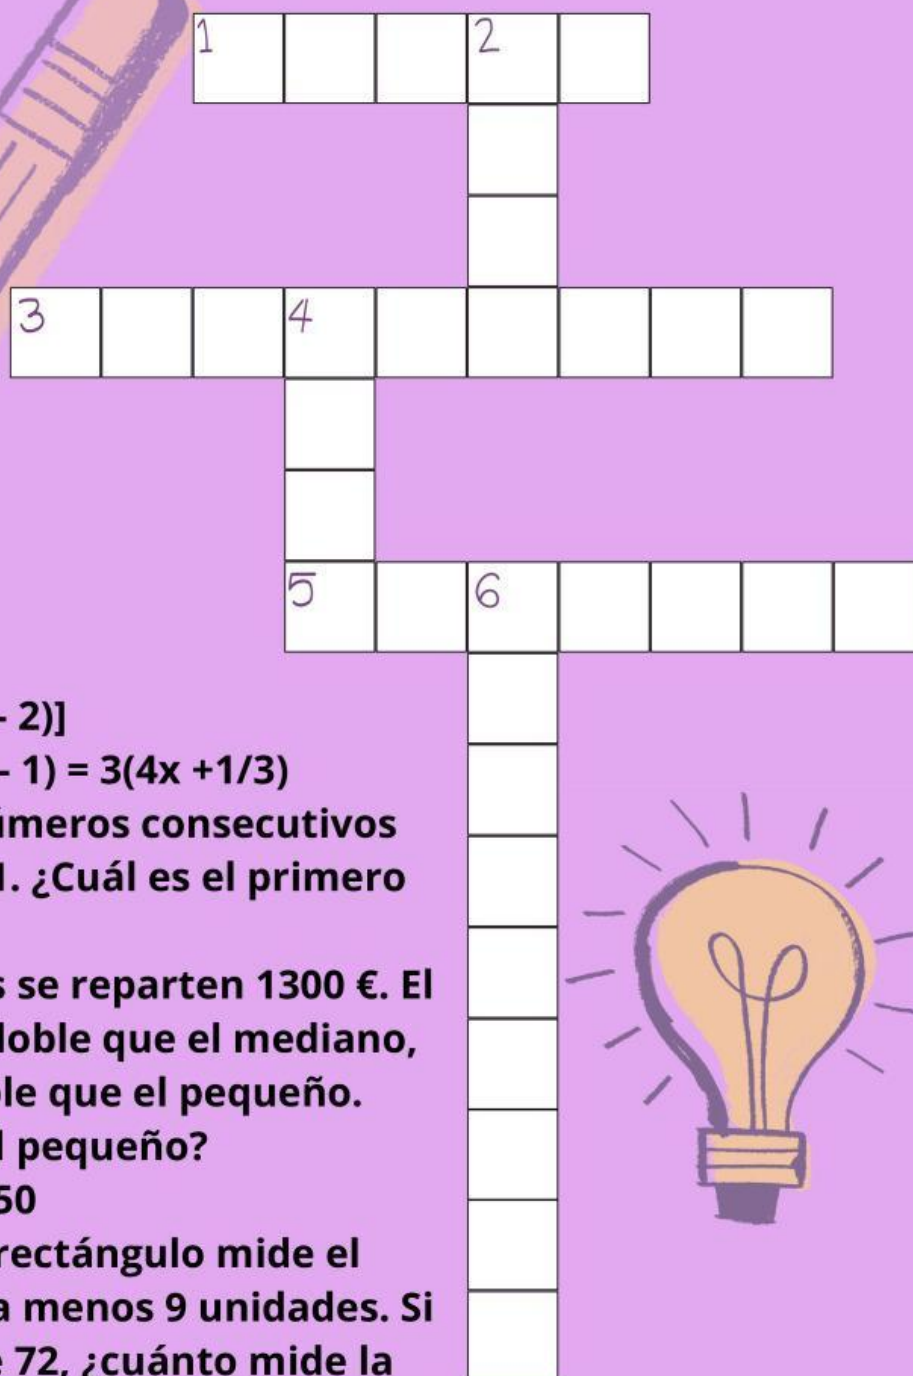 1 2
3 4
5 6
- 2)]
- 1) = 3(4x +1/3)
números consecutivos
1. ¿Cuál es el primero
s se reparten 1300 €. El
doble que el mediano,
ble que el pequeño.
l pequeño?
50
rectángulo mide el
a menos 9 unidades. Si
e 72, ¿cuánto mide la